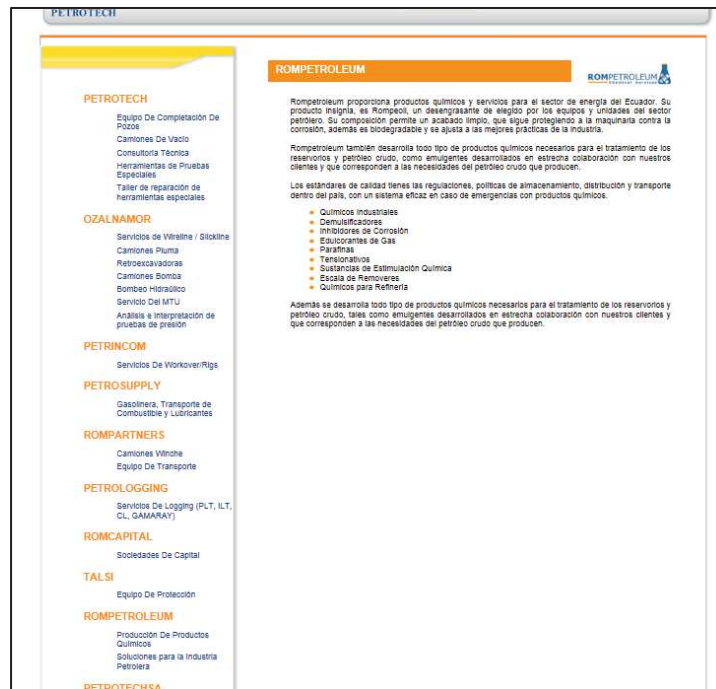 PETROTECH
PETROTECH
Equipo De Completación De
Pozos
Camiones De Vacío
Consultoría Técnica
Herramientas de Pruebas
Especiales
Taller de reparación de
herramientas especiales
OZALNAMOR
Servicios de Wireline / Slickline
Camiones Pluma
Retroexcavadoras
Camiones Bomba
Bombeo Hidraúlico
Servicio Del MTU
Análisis e interpretación de
pruebas de presión
PETRINCOM
Servicios De Workover/Rigs
PETROSUPPLY
Gasolinera, Transporte de
Combustible y Lubricantes
ROMPARTNERS
Camiones Winche
Equipo De Transporte
PETROLOGGING
Servicios De Logging (PLT, ILT,
CL, GAMARAY)
ROMCAPITAL
Sociedades De Capital
TALSI
Equipo De Protección
ROMPETROLEUM
Producción De Productos
Químicos
Soluciones para la Industria
Petrolera
PETROTECHSA
ROMPETROLEUM
ROMPETROLEUM
Rompetroleum proporciona productos químicos y servicios para el sector de energía del Ecuador. Su
producto insignia, es Rompeoil, un desengrasante de elegido por los equipos y unidades del sector
petróleo. Su composición permite un acabado limpio, que sigue protegiendo a la maquinaria contra la
corrosión, además es biodegradable y se ajusta a las mejores prácticas de la industria.
Rompetroleum también desarrolla todo tipo de productos químicos necesarios para el tratamiento de los
reservorios y petróleo crudo, como emulgentes desarrollados en estrecha colaboración con nuestros
clientes y que corresponden a las necesidades del petróleo crudo que producen.
Los estándares de calidad tienes las regulaciones, políticas de almacenamiento, distribución y transporte
dentro del país, con un sistema eficaz en caso de emergencias con productos químicos.
Químicos Industriales
Demulsificadores
Inhibidores de Corrosión
Edulcorantes de Gas
Parafinas
Tensionativos
Sustancias de Estimulación Química
Escala de Removeres
Químicos para Refinería
Además se desarrolla todo tipo de productos químicos necesarios para el tratamiento de los reservorios y
petróleo crudo, tales como emulgentes desarrollados en estrecha colaboración con nuestros clientes y
que corresponden a las necesidades del petróleo crudo que producen.